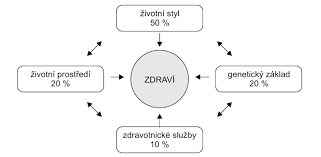 životní styl
50 %
životní prostředí
20 %
ZDRAVÍ
genetický základ
20 %
zdravotnické služby
10 %